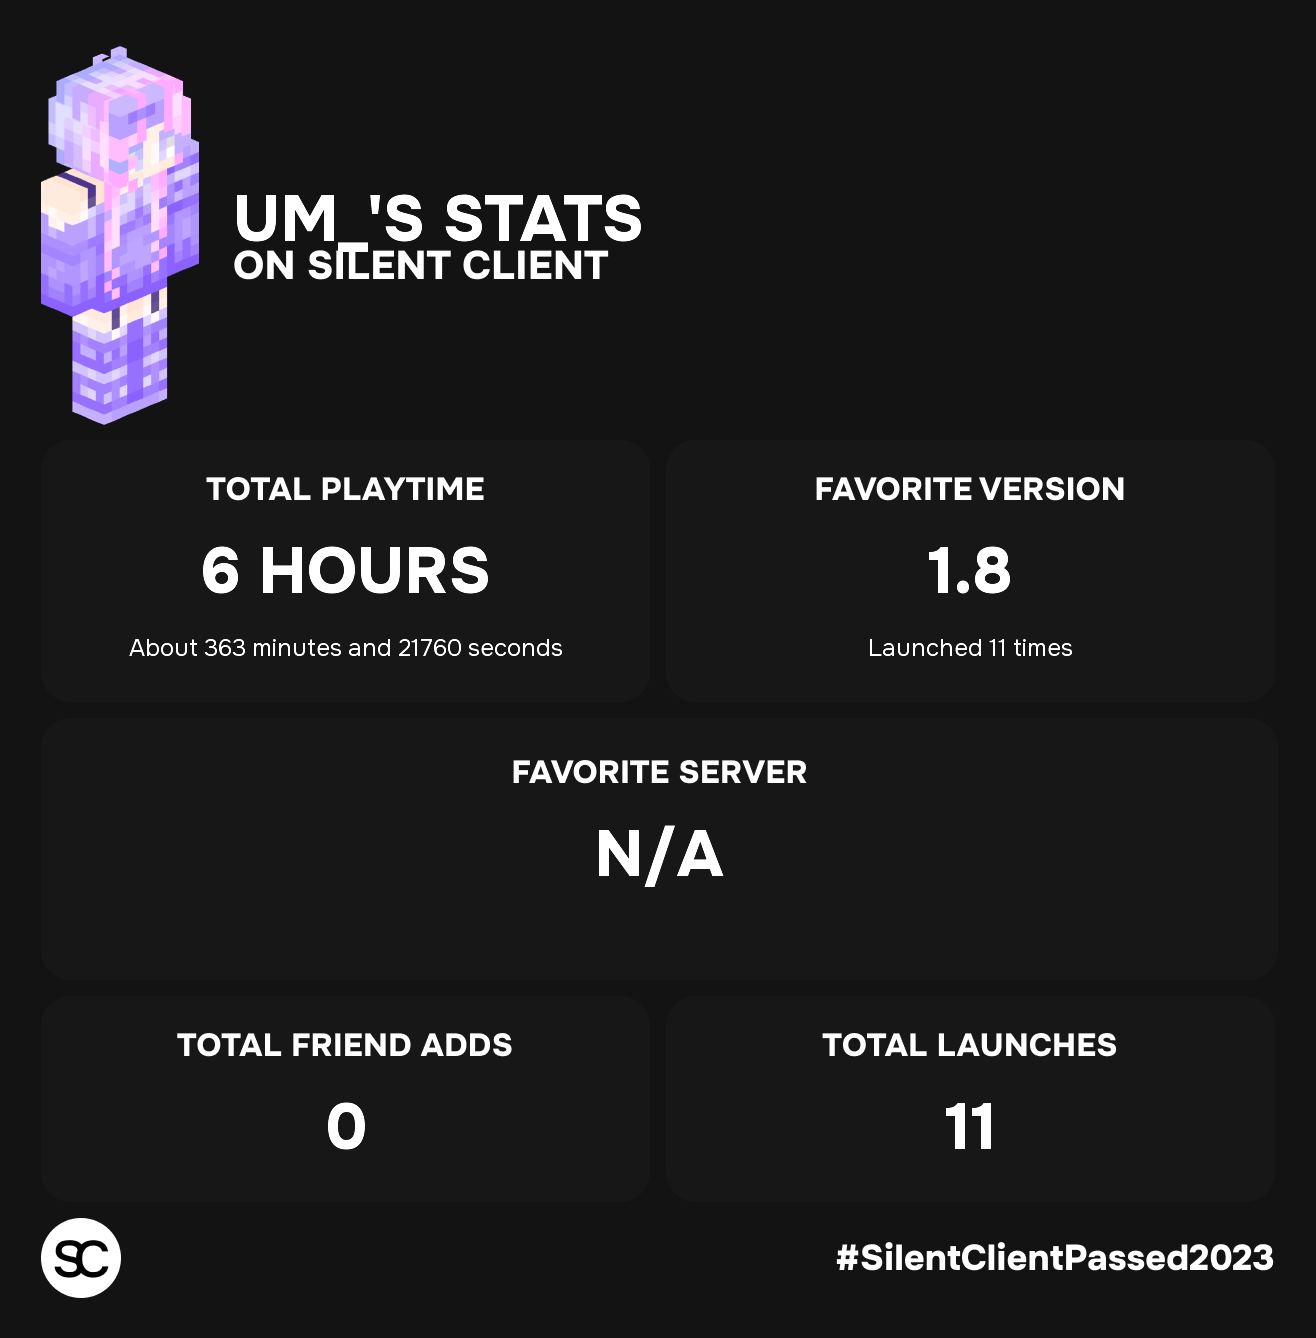 UM_'S STATS
ON SILENT CLIENT
TOTAL PLAYTIME
6 HOURS
About 363 minutes and 21760 seconds
FAVORITE VERSION
1.8
Launched 11 times
FAVORITE SERVER
N/A
TOTAL FRIEND ADDS
0
TOTAL LAUNCHES
11
SC
#SilentClientPassed2023